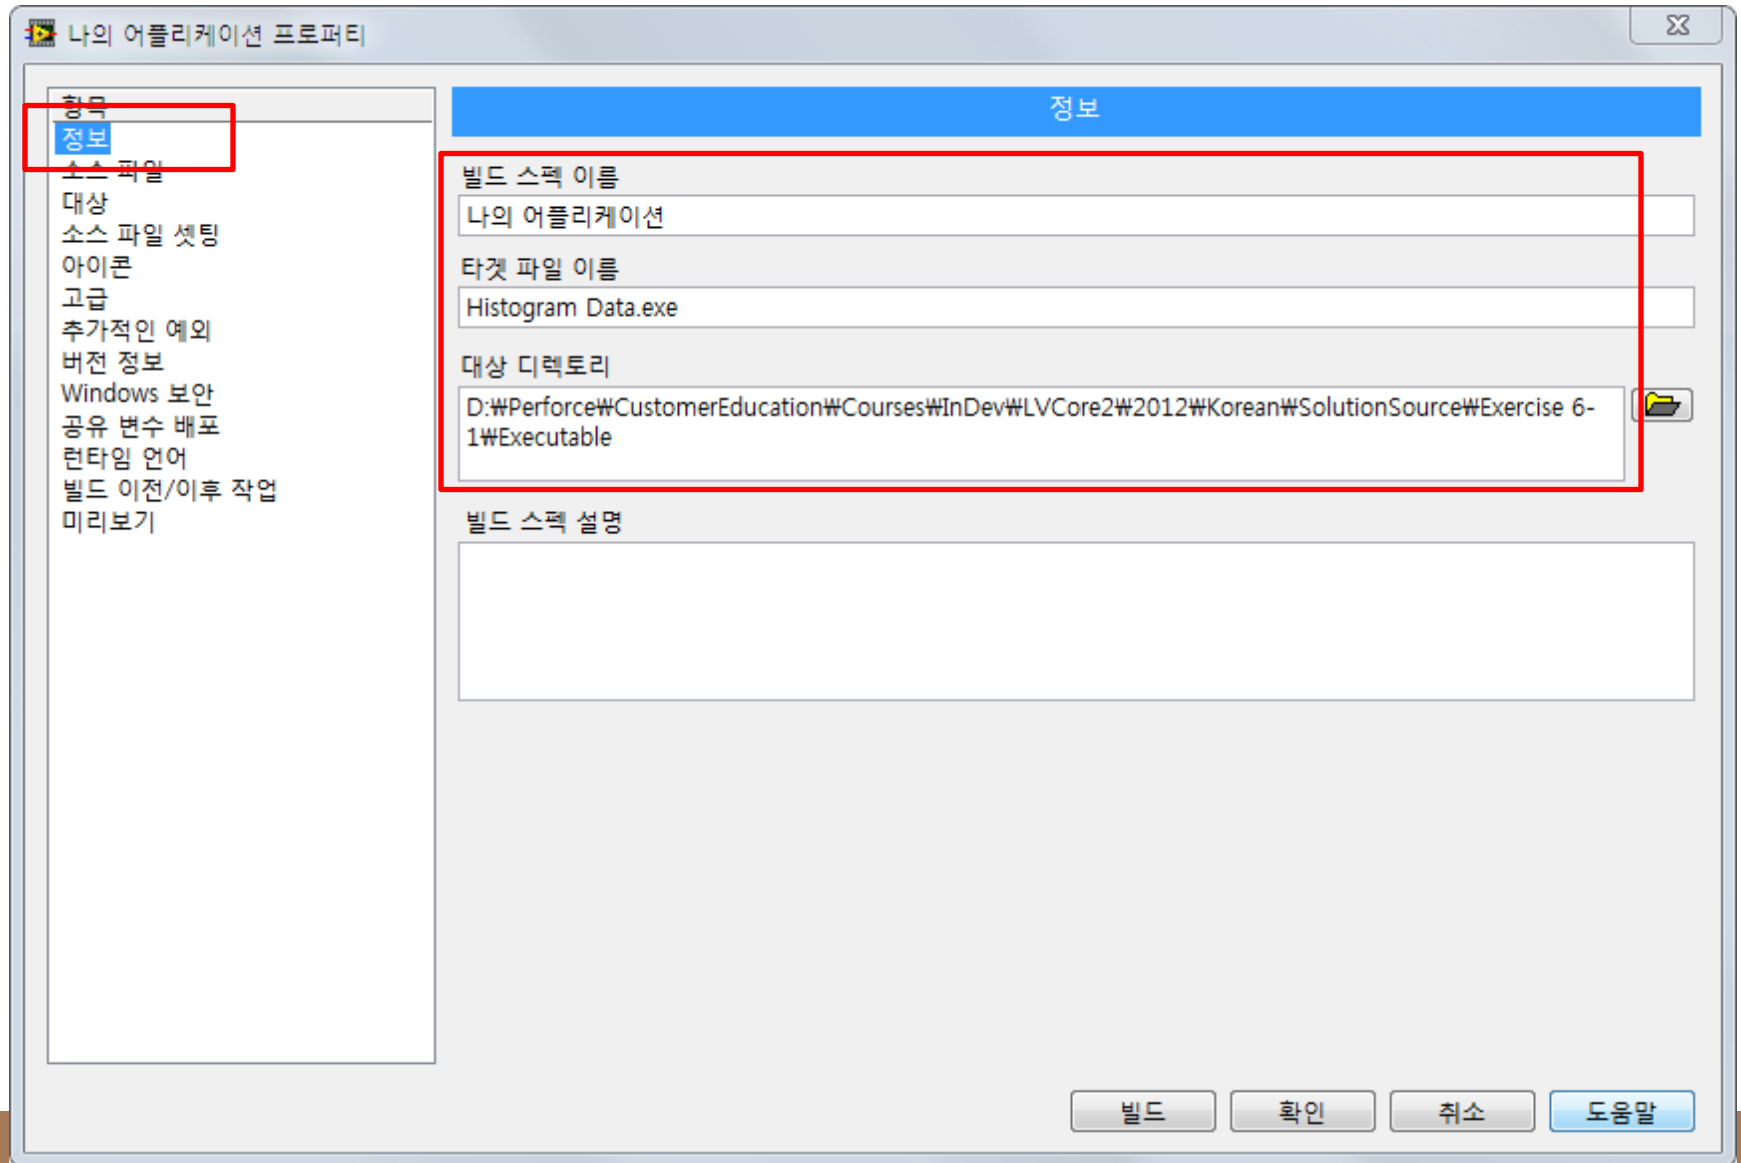 나의 어플리케이션 프로퍼티
항목
정보
소스 파일
대상
소스 파일 셋팅
아이콘
고급
추가적인 예외
버전 정보
Windows 보안
공유 변수 배포
런타임 언어
빌드 이전/이후 작업
미리보기
정보
빌드 스펙 이름
나의 어플리케이션
타겟 파일 이름
Histogram Data.exe
대상 디렉토리
D:₩Perforce₩CustomerEducation₩Courses₩InDev₩LVCore2₩2012₩Korean₩SolutionSource₩Exercise 6-
1₩Executable
빌드 스펙 설명
빌드
확인
취소
도움말